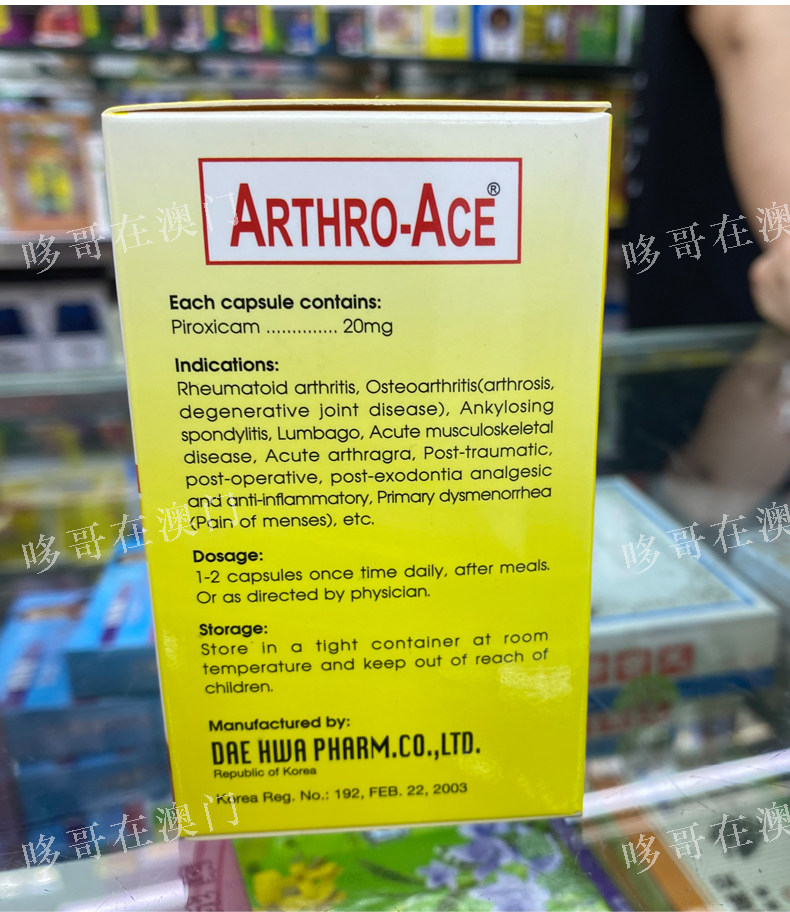 ARTHRO-ACE®
Each capsule contains:
Piroxicam .............. 20mg
Indications:
Rheumatoid arthritis, Osteoarthritis(arthrosis,
degenerative joint disease), Ankylosing
spondylitis, Lumbago, Acute musculoskeletal
disease, Acute arthragra, Post-traumatic,
post-operative, post-exodontia analgesic
and anti-inflammatory, Primary dysmenorrhea
(Pain of menses), etc.
Dosage:
1-2 capsules once time daily, after meals.
Or as directed by physician.
Storage:
Store in a tight container at room
temperature and keep out of reach of
children.
Manufactured by:
DAE HWA PHARM.CO.,LTD.
Republic of Korea
Korea Reg. No.: 192, FEB. 22, 2003
哆哥在澳门
哆哥在澳
哆哥在澳门
哆哥在澳
哆哥在澳门
哆哥在澳